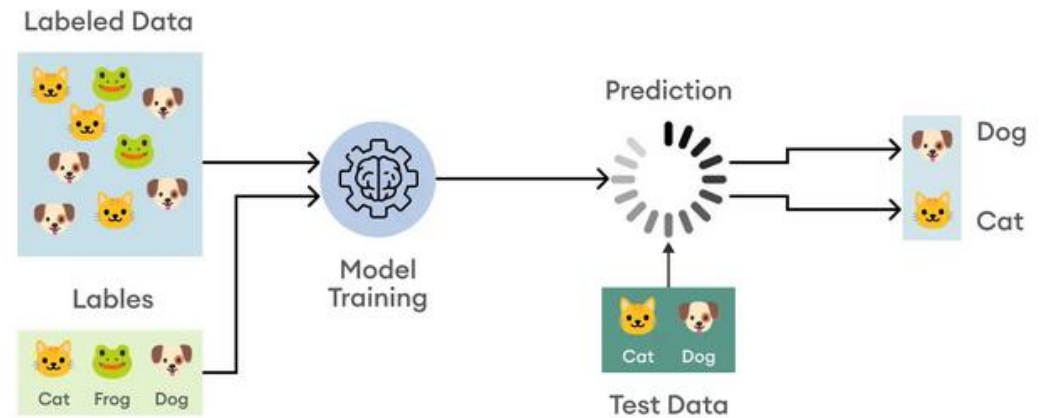 Labeled Data
Prediction
Dog
Cat
Model
Training
Lables
Cat Frog Dog
Cat Dog
Test Data